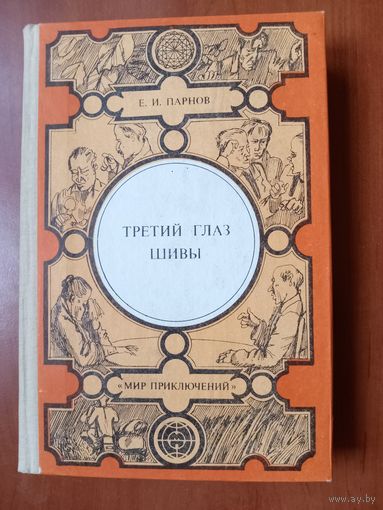 Е. И. ПАРНОВ
ТРЕТИЙ ГЛАЗ
ШИВЫ
«МИР ПРИКЛЮЧЕНИЙ»
www.ay.by